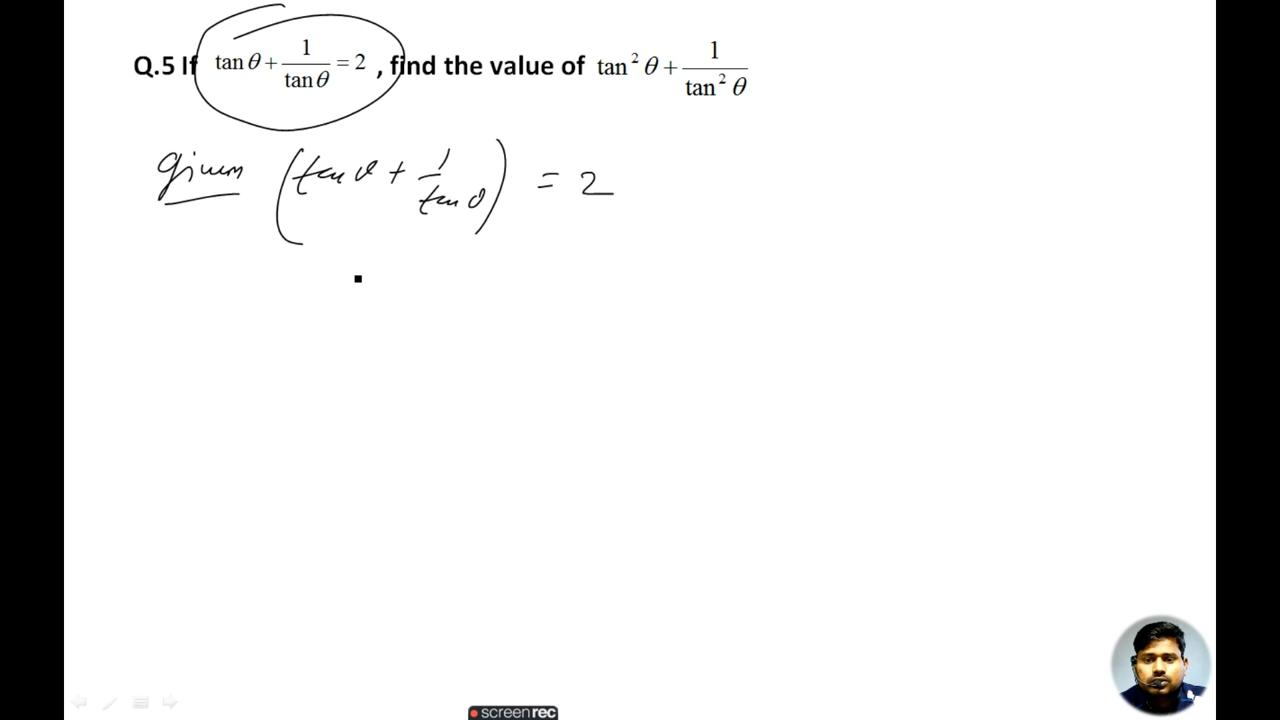 Q.5 If tan θ + 1/tan θ = 2 , find the value of tan² θ + 1/tan² θ
Given (tan θ + 1/tan θ) = 2
screenrec